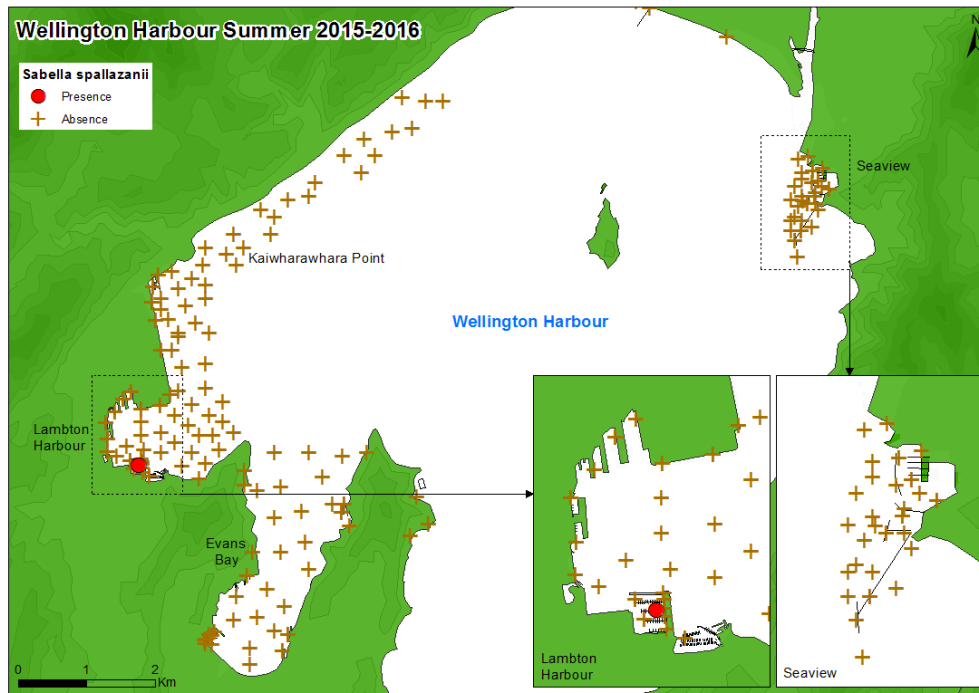 Wellington Harbour Summer 2015-2016
N
Sabella spallazanii
Presence
Absence
Seaview
Kaiwharawhara Point
Wellington Harbour
Lambton
Harbour
Evans
Bay
0 1 2
Km
Lambton
Harbour
Seaview